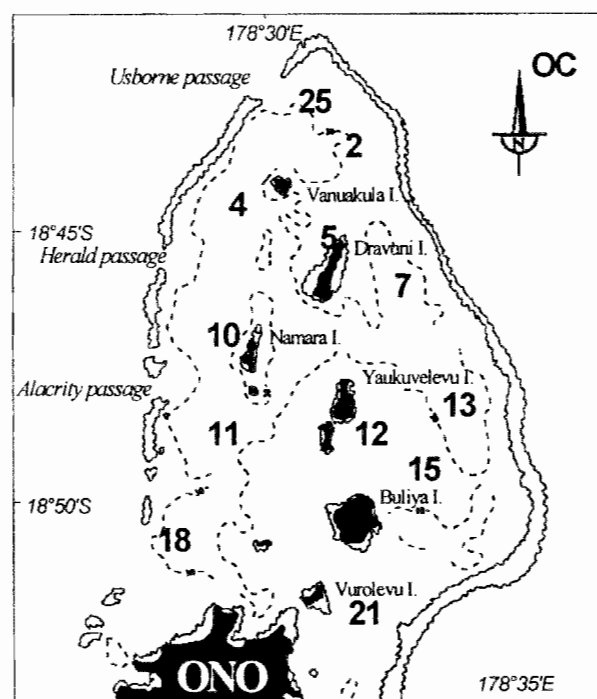 178°30'E
Usborne passage
OC
25
2
N
4
Vanuakula I.
18°45'S
5
Dravuni I.
Herald passage
7
10
Namara I.
Yaukuvelevu I.
Alacrity passage
13
11
12
15
18°50'S
Buliya I.
18
Vurolevu I.
21
ONO
178°35'E